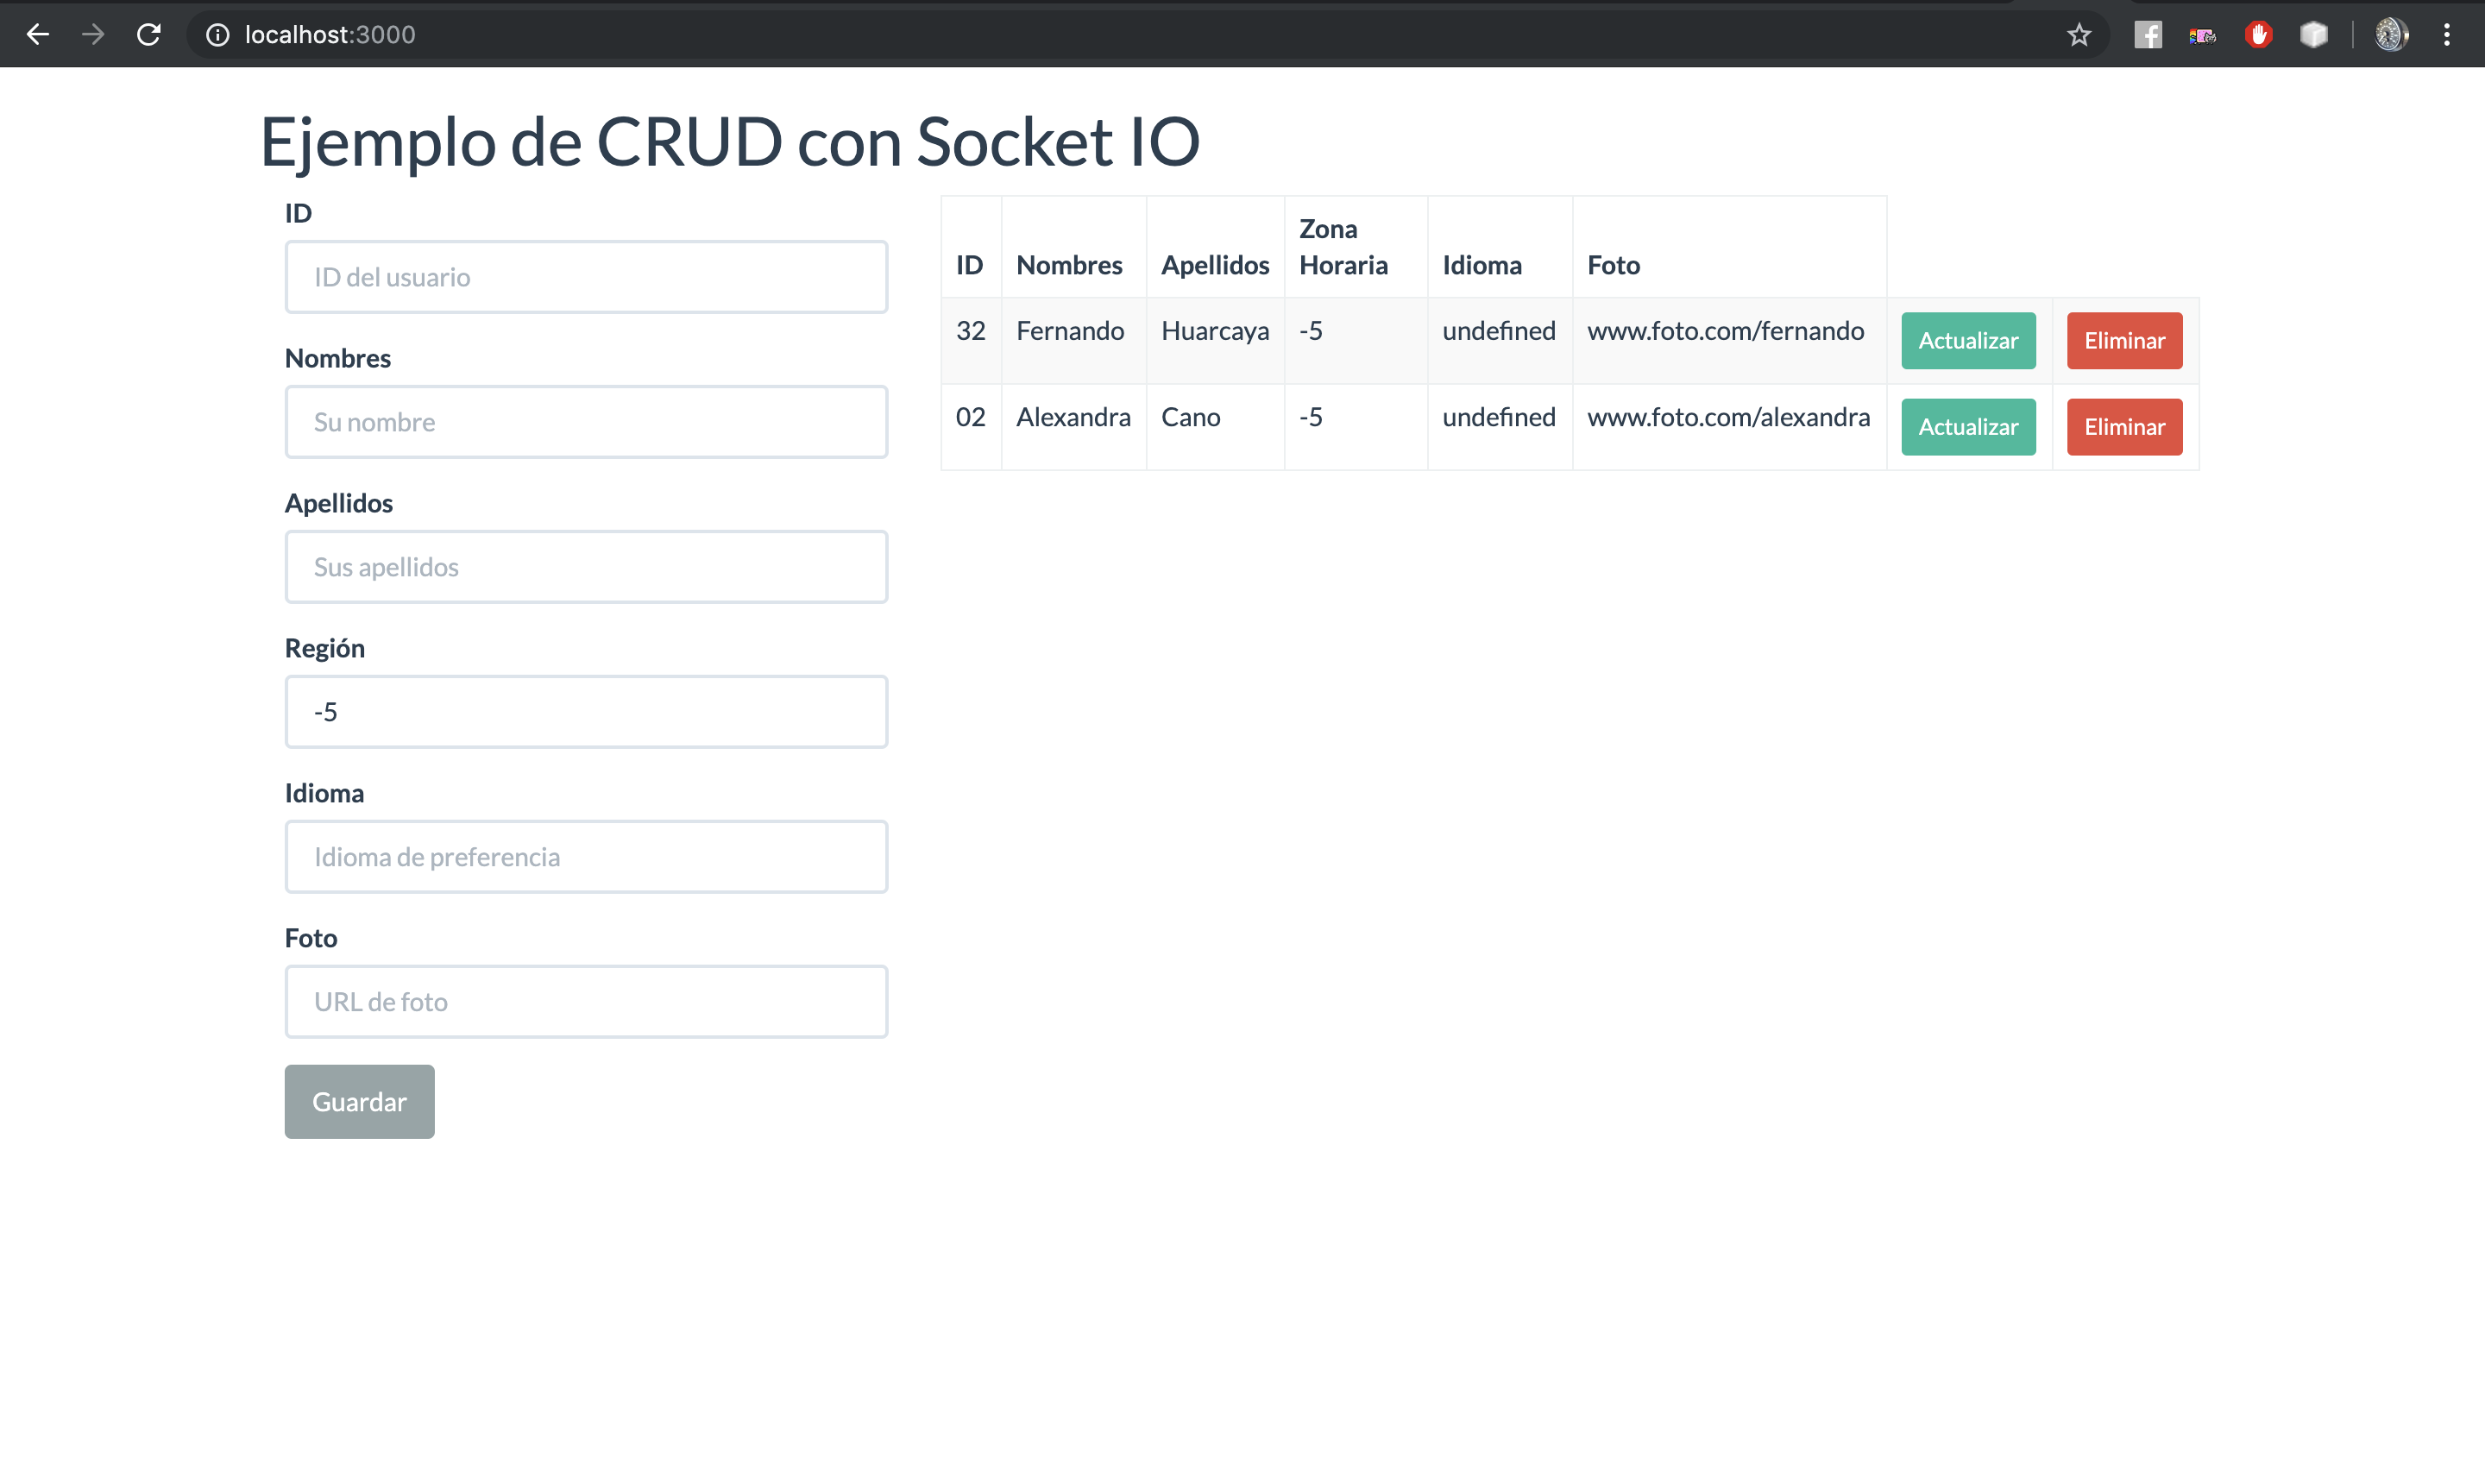 localhost:3000
Ejemplo de CRUD con Socket IO
ID
ID del usuario
Nombres
Su nombre
Apellidos
Sus apellidos
Región
-5
Idioma
Idioma de preferencia
Foto
URL de foto
Guardar
ID Nombres Apellidos Zona Horaria Idioma Foto
32 Fernando Huarcaya -5 undefined www.foto.com/fernando Actualizar Eliminar
02 Alexandra Cano -5 undefined www.foto.com/alexandra Actualizar Eliminar